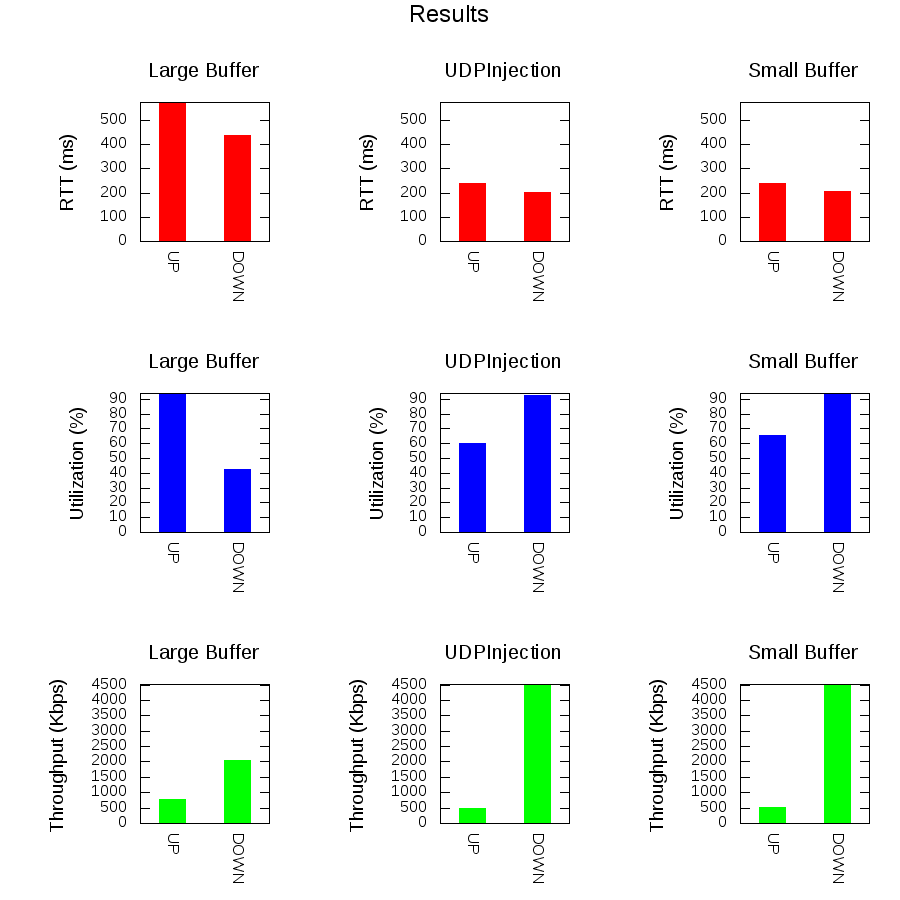 Results
Large Buffer
UDPInjection
Small Buffer
RTT (ms)
500
400
300
200
100
0
UP
DOWN
RTT (ms)
500
400
300
200
100
0
UP
DOWN
RTT (ms)
500
400
300
200
100
0
UP
DOWN
Large Buffer
UDPInjection
Small Buffer
Utilization (%)
90
80
70
60
50
40
30
20
10
0
UP
DOWN
Utilization (%)
90
80
70
60
50
40
30
20
10
0
UP
DOWN
Utilization (%)
90
80
70
60
50
40
30
20
10
0
UP
DOWN
Large Buffer
UDPInjection
Small Buffer
Throughput (Kbps)
4500
4000
3500
3000
2500
2000
1500
1000
500
0
UP
DOWN
Throughput (Kbps)
4500
4000
3500
3000
2500
2000
1500
1000
500
0
UP
DOWN
Throughput (Kbps)
4500
4000
3500
3000
2500
2000
1500
1000
500
0
UP
DOWN